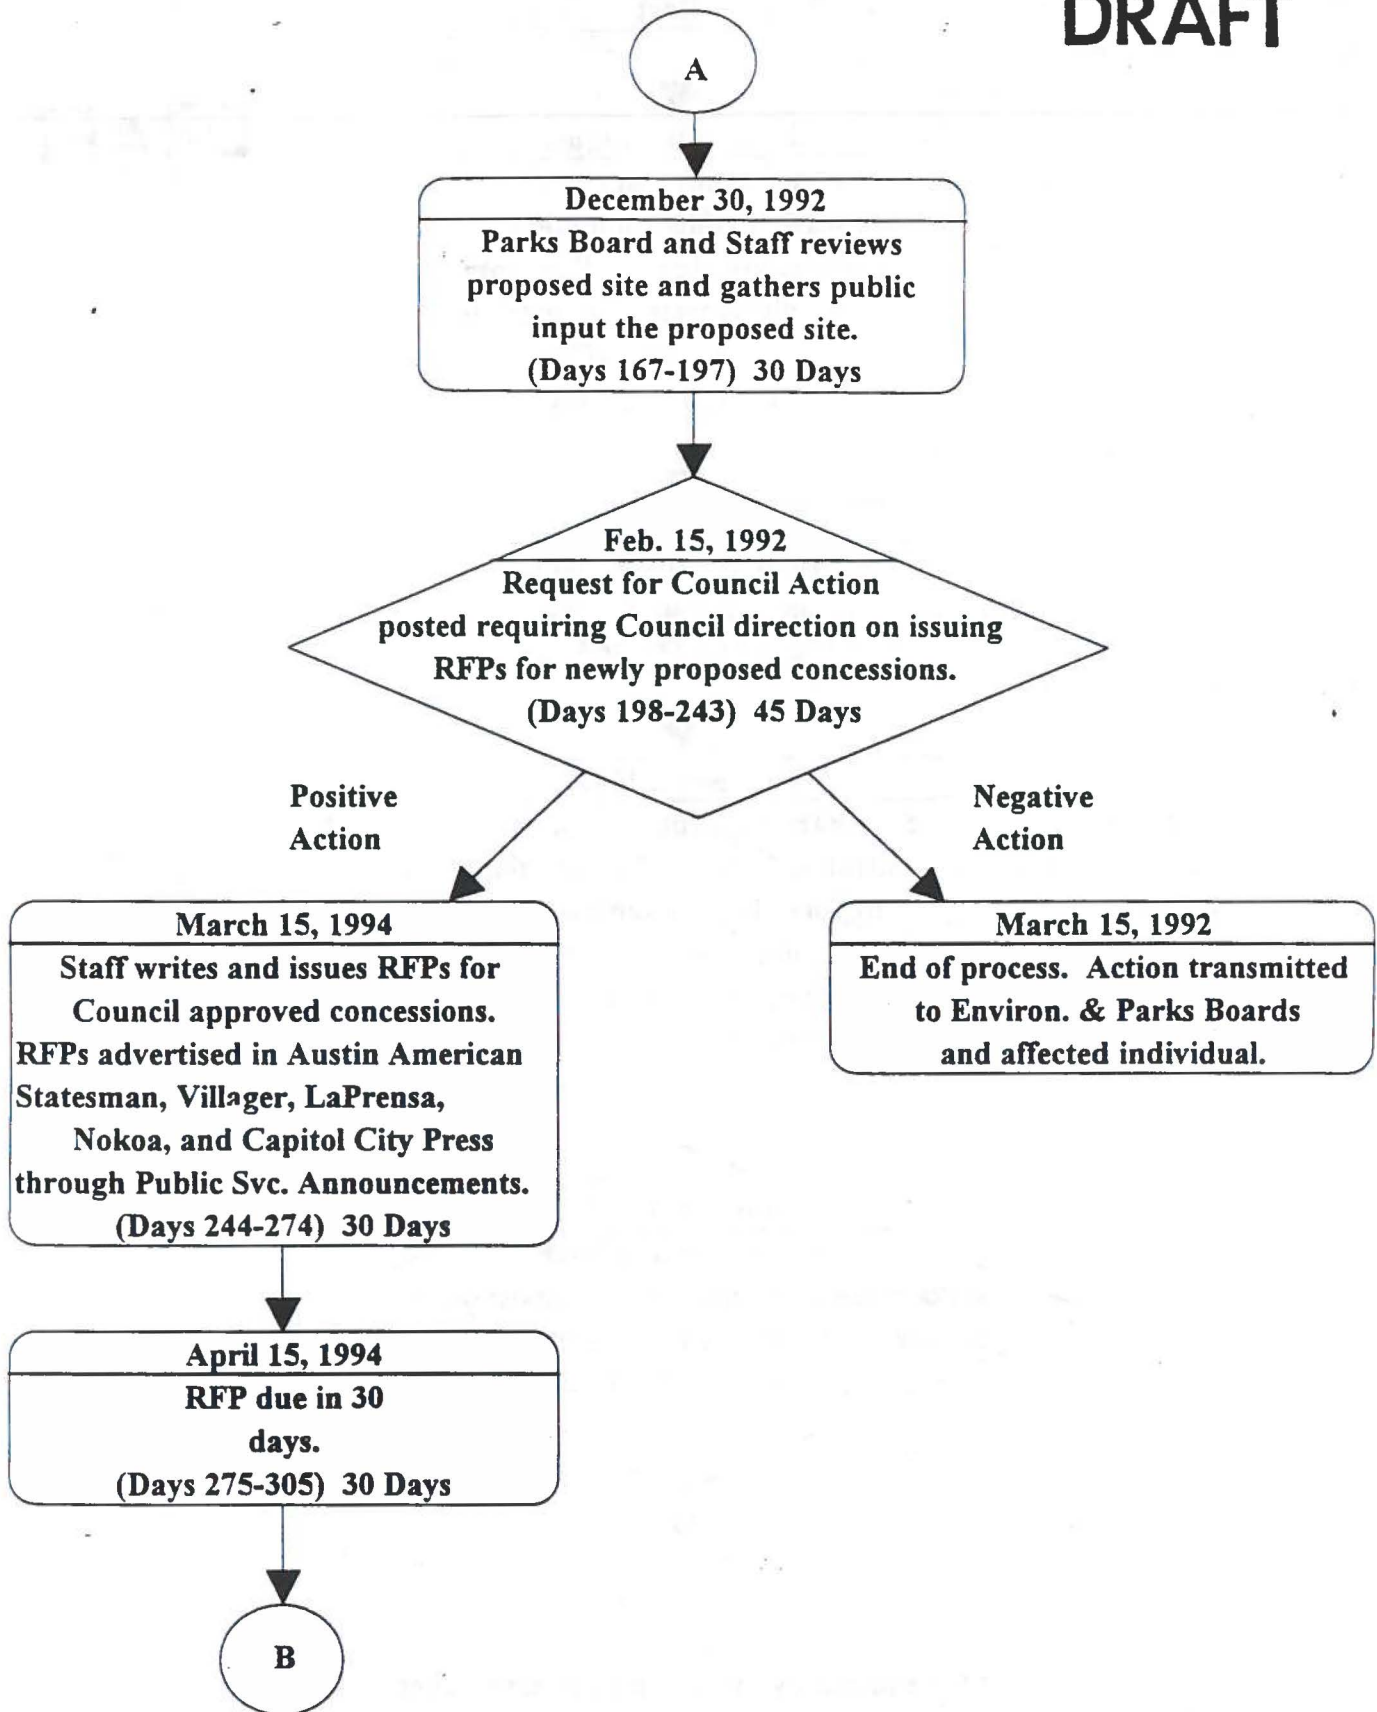 DRAFT
A
December 30, 1992
Parks Board and Staff reviews
proposed site and gathers public
input the proposed site.
(Days 167-197) 30 Days
Feb. 15, 1992
Request for Council Action
posted requiring Council direction on issuing
RFPs for newly proposed concessions.
(Days 198-243) 45 Days
Positive
Action
Negative
Action
March 15, 1994
Staff writes and issues RFPs for
Council approved concessions.
RFPs advertised in Austin American
Statesman, Villager, LaPrensa,
Nokoa, and Capitol City Press
through Public Svc. Announcements.
(Days 244-274) 30 Days
March 15, 1992
End of process. Action transmitted
to Environ. & Parks Boards
and affected individual.
April 15, 1994
RFP due in 30
days.
(Days 275-305) 30 Days
B